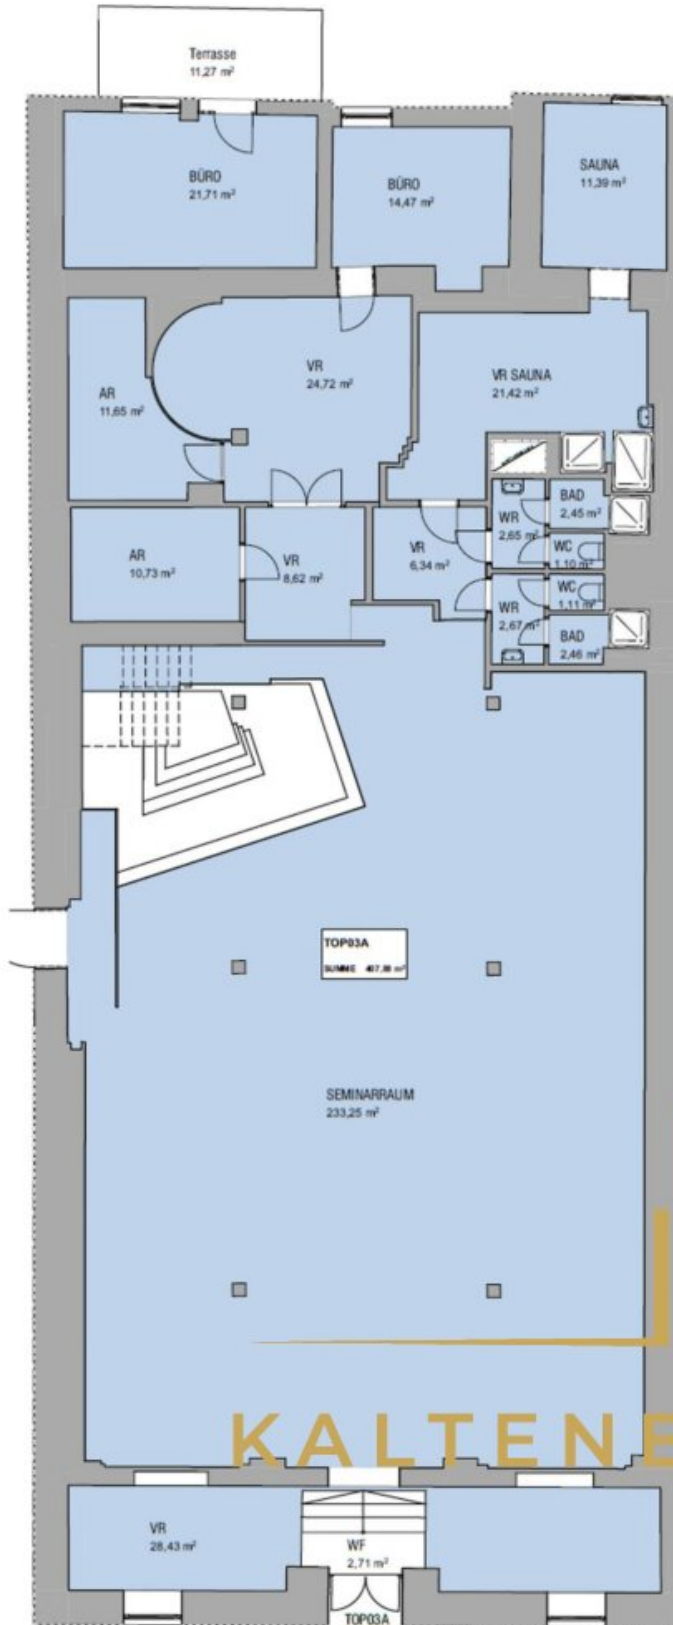 Terrasse
11,27 m²
BÜRO
21,71 m²
BÜRO
14,47 m²
SAUNA
11,39 m²
AR
11,65 m²
VR
24,72 m²
VR SAUNA
21,42 m²
AR
10,73 m²
VR
8,62 m²
VR
6,34 m²
WR
2,65 m²
BAD
2,45 m²
WC
1,10 m²
WC
1,11 m²
WR
2,67 m²
BAD
2,46 m²
TOP03A
SUMME 407,88 m²
SEMINARRAUM
233,25 m²
KALTENE
VR
28,43 m²
WF
2,71 m²
TOP03A